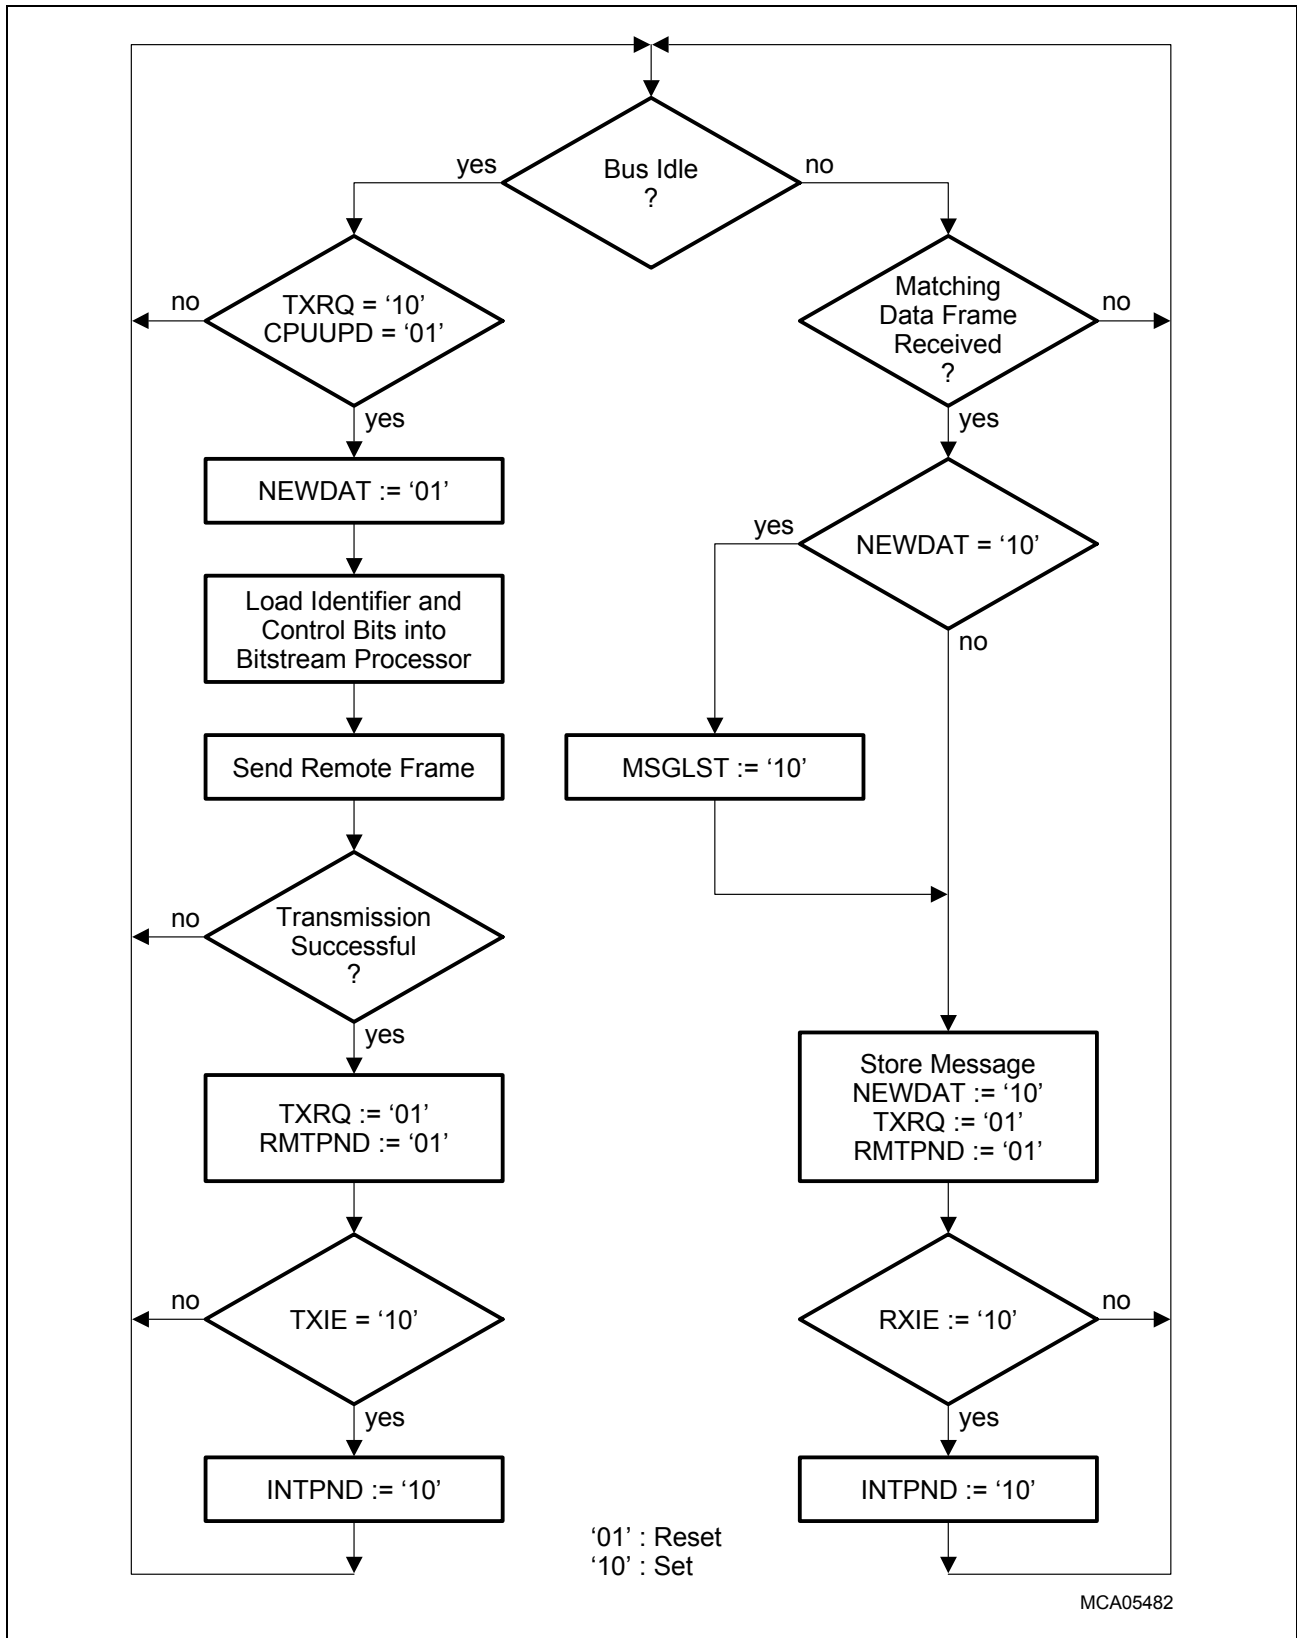 Bus Idle
?
yes
no
TXRQ = ‘10’
CPUUPD = ‘01’
no
yes
NEWDAT := ‘01’
Load Identifier and
Control Bits into
Bitstream Processor
Send Remote Frame
Transmission
Successful
?
no
yes
TXRQ := ‘01’
RMTPND := ‘01’
TXIE = ‘10’
no
yes
INTPND := ‘10’
Matching
Data Frame
Received
?
no
yes
NEWDAT = ‘10’
yes
no
MSGLST := ‘10’
Store Message
NEWDAT := ‘10’
TXRQ := ‘01’
RMTPND := ‘01’
RXIE := ‘10’
no
yes
INTPND := ‘10’
‘01’ : Reset
‘10’ : Set
MCA05482